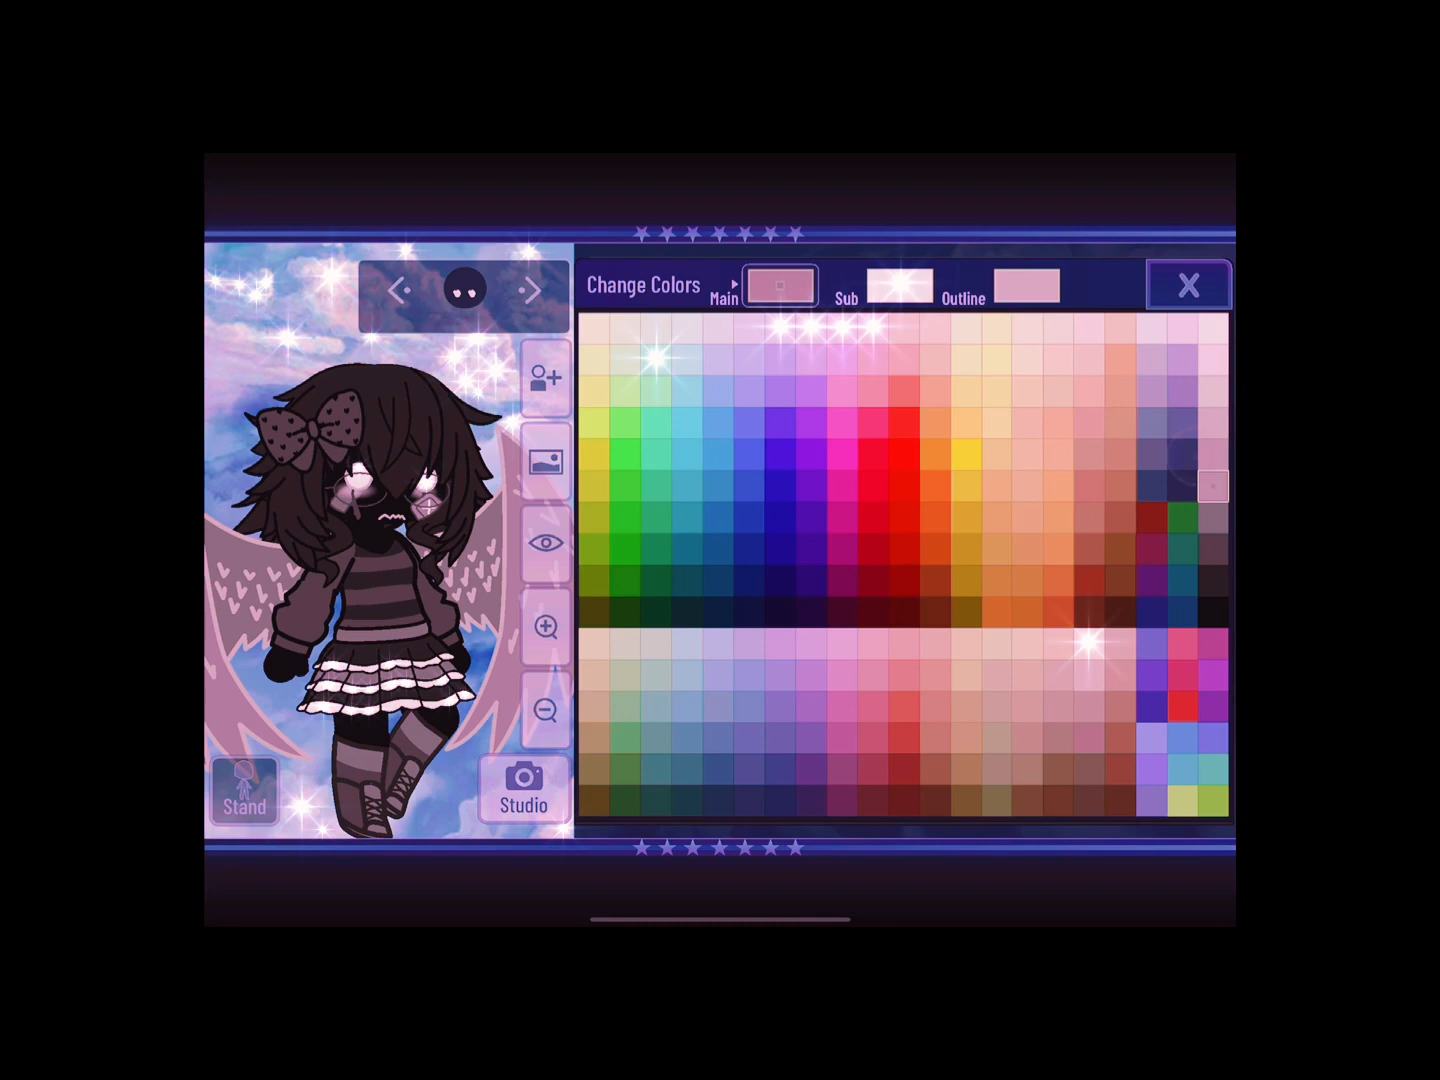 Change Colors
Main
Sub
Outline
X
Stand
Studio